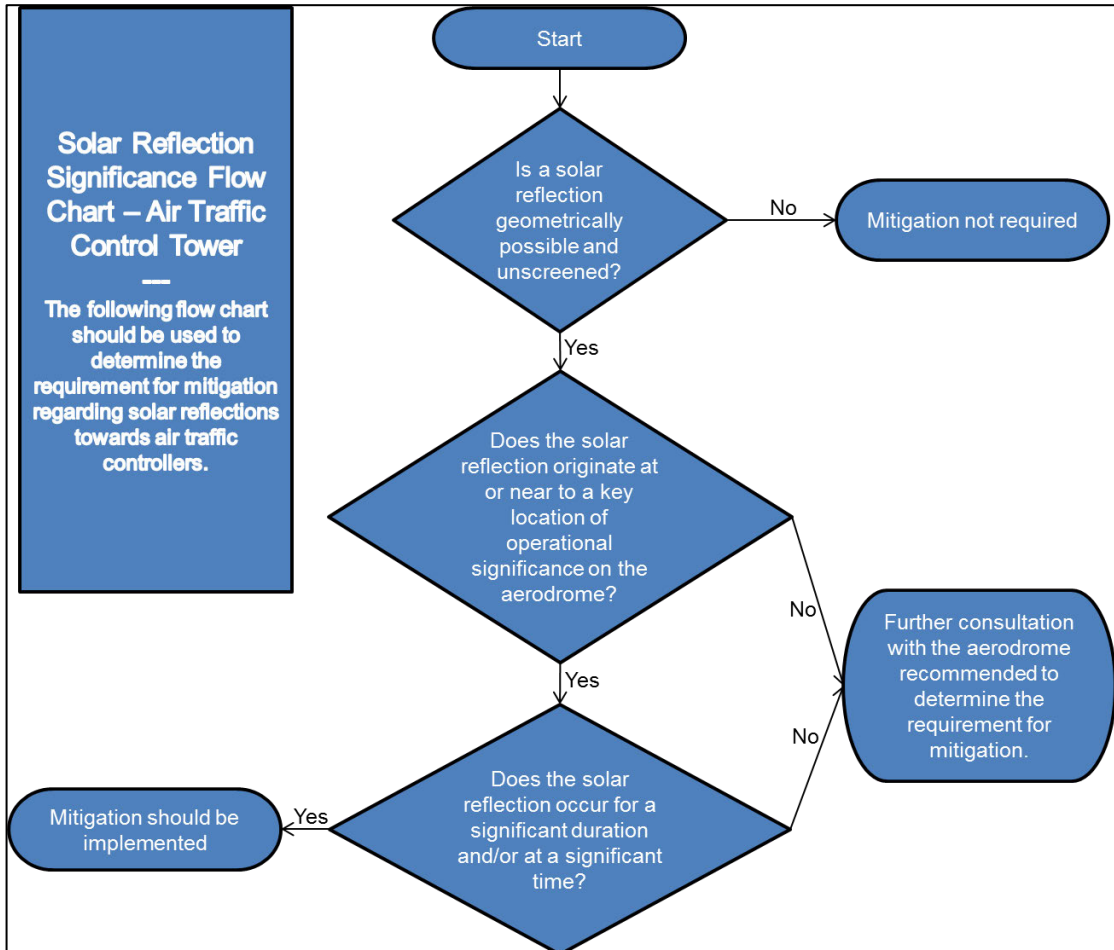 Solar Reflection
Significance Flow
Chart – Air Traffic
Control Tower
---
The following flow chart
should be used to
determine the
requirement for mitigation
regarding solar reflections
towards air traffic
controllers.
Start
Is a solar
reflection
geometrically
possible and
unscreened?
No
Mitigation not required
Yes
Does the solar
reflection originate at
or near to a key
location of
operational
significance on the
aerodrome?
No
Further consultation
with the aerodrome
recommended to
determine the
requirement for
mitigation.
Yes
No
Does the solar
reflection occur for a
significant duration
and/or at a significant
time?
Yes
Mitigation should be
implemented